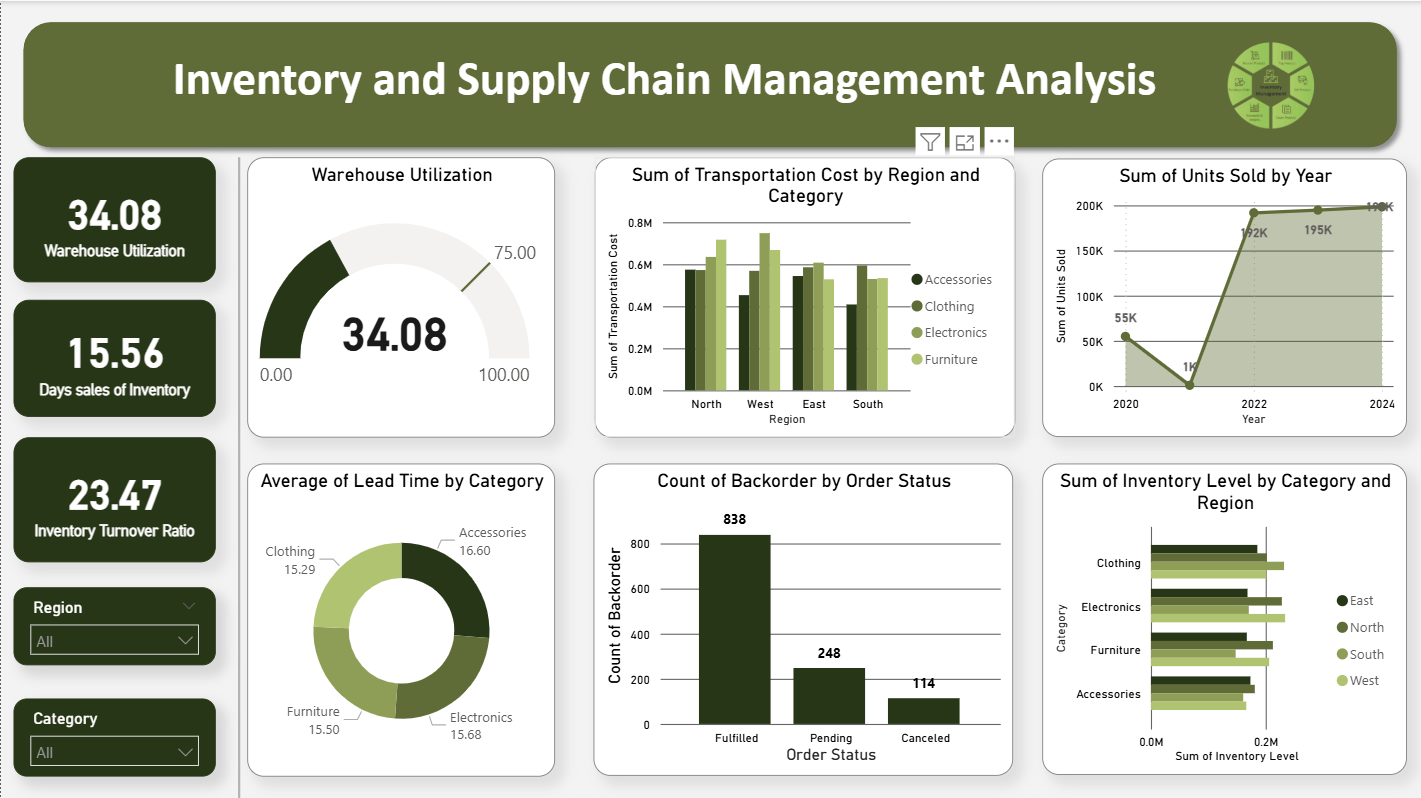 Inventory and Supply Chain Management Analysis
Inventory
Management
34.08
Warehouse Utilization
15.56
Days sales of Inventory
23.47
Inventory Turnover Ratio
Region
All
Category
All
Warehouse Utilization
75.00
34.08
0.00
100.00
Sum of Transportation Cost by Region and
Category
Sum of Transportation Cost
0.8M
0.6M
0.4M
0.2M
0.0M
North West East South
Region
Accessories
Clothing
Electronics
Furniture
Sum of Units Sold by Year
Sum of Units Sold
200K
150K
100K
50K
0K
55K
1K
192K
195K
2020 2022 2024
Year
Average of Lead Time by Category
Accessories
16.60
Clothing
15.29
Furniture
15.50
Electronics
15.68
Count of Backorder by Order Status
Count of Backorder
800
600
400
200
0
838
248
114
Fulfilled Pending Canceled
Order Status
Sum of Inventory Level by Category and
Region
Category
Clothing
Electronics
Furniture
Accessories
0.0M 0.2M
Sum of Inventory Level
East
North
South
West